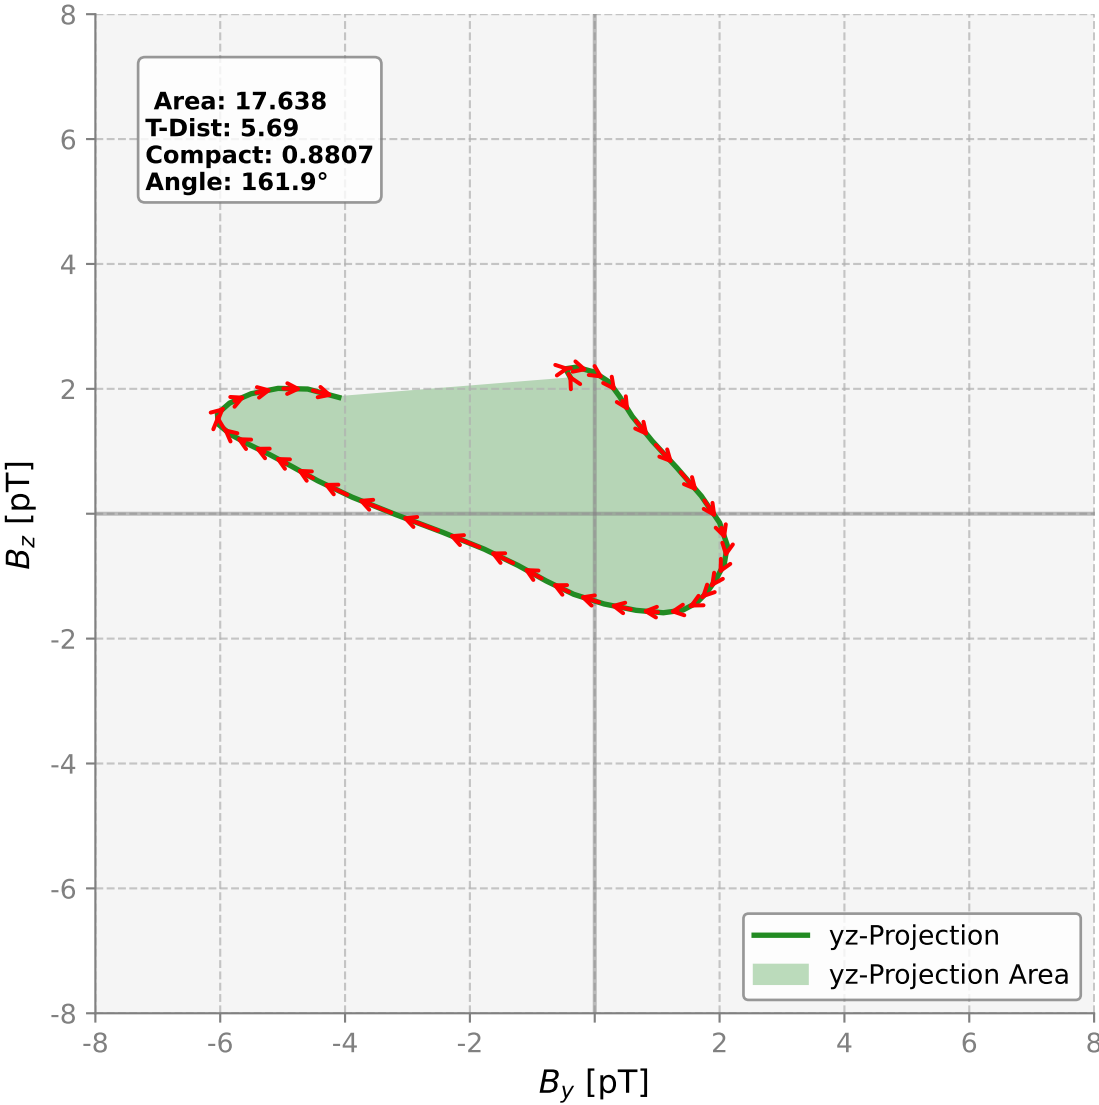 8
6
4
2
-2
-4
-6
-8
B_z [pT]
Area: 17.638
T-Dist: 5.69
Compact: 0.8807
Angle: 161.9°
yz-Projection
yz-Projection Area
-8 -6 -4 -2 2 4 6 8
B_y [pT]